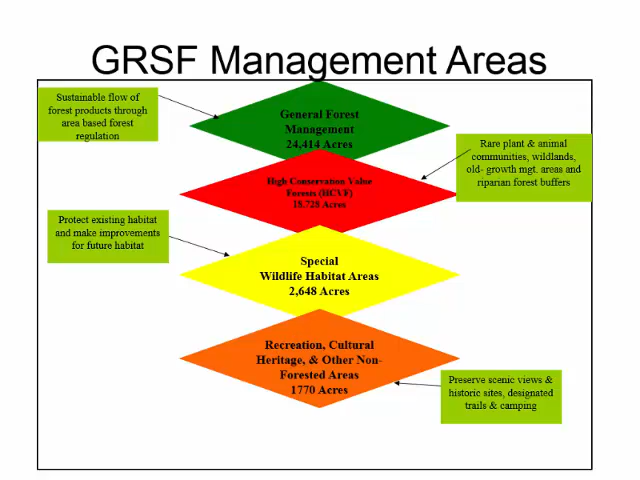 GRSF Management Areas
Sustainable flow of
forest products through
area based forest
regulation
General Forest
Management
24,414 Acres
Rare plant & animal
communities, wildlands,
old- growth mgt. areas and
riparian forest buffers
High Conservation Value
Forests (HCVF)
18.728 Acres
Protect existing habitat
and make improvements
for future habitat
Special
Wildlife Habitat Areas
2,648 Acres
Recreation, Cultural
Heritage, & Other Non-
Forested Areas
1770 Acres
Preserve scenic views &
historic sites, designated
trails & camping